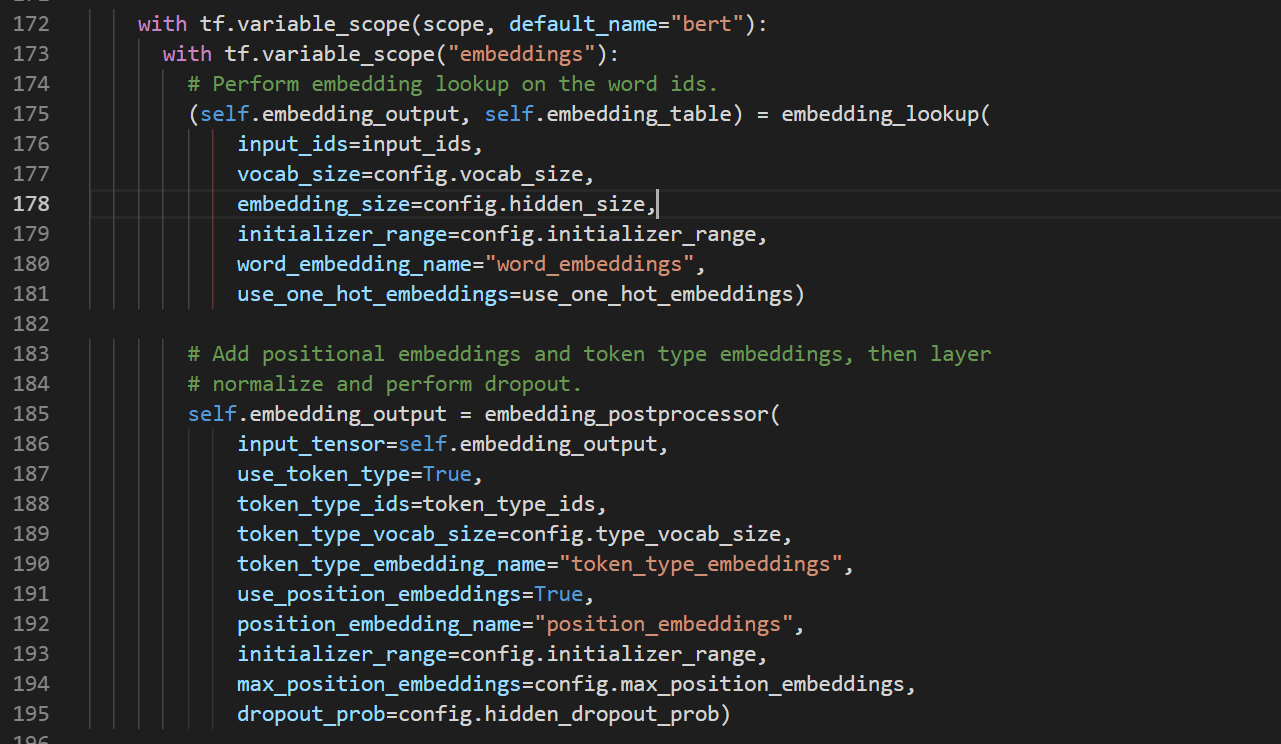 172 with tf.variable_scope(scope, default_name="bert"):
173 with tf.variable_scope("embeddings"):
174 # Perform embedding lookup on the word ids.
175 (self.embedding_output, self.embedding_table) = embedding_lookup(
176 input_ids=input_ids,
177 vocab_size=config.vocab_size,
178 embedding_size=config.hidden_size,
179 initializer_range=config.initializer_range,
180 word_embedding_name="word_embeddings",
181 use_one_hot_embeddings=use_one_hot_embeddings)
182
183 # Add positional embeddings and token type embeddings, then layer
184 # normalize and perform dropout.
185 self.embedding_output = embedding_postprocessor(
186 input_tensor=self.embedding_output,
187 use_token_type=True,
188 token_type_ids=token_type_ids,
189 token_type_vocab_size=config.type_vocab_size,
190 token_type_embedding_name="token_type_embeddings",
191 use_position_embeddings=True,
192 position_embedding_name="position_embeddings",
193 initializer_range=config.initializer_range,
194 max_position_embeddings=config.max_position_embeddings,
195 dropout_prob=config.hidden_dropout_prob)